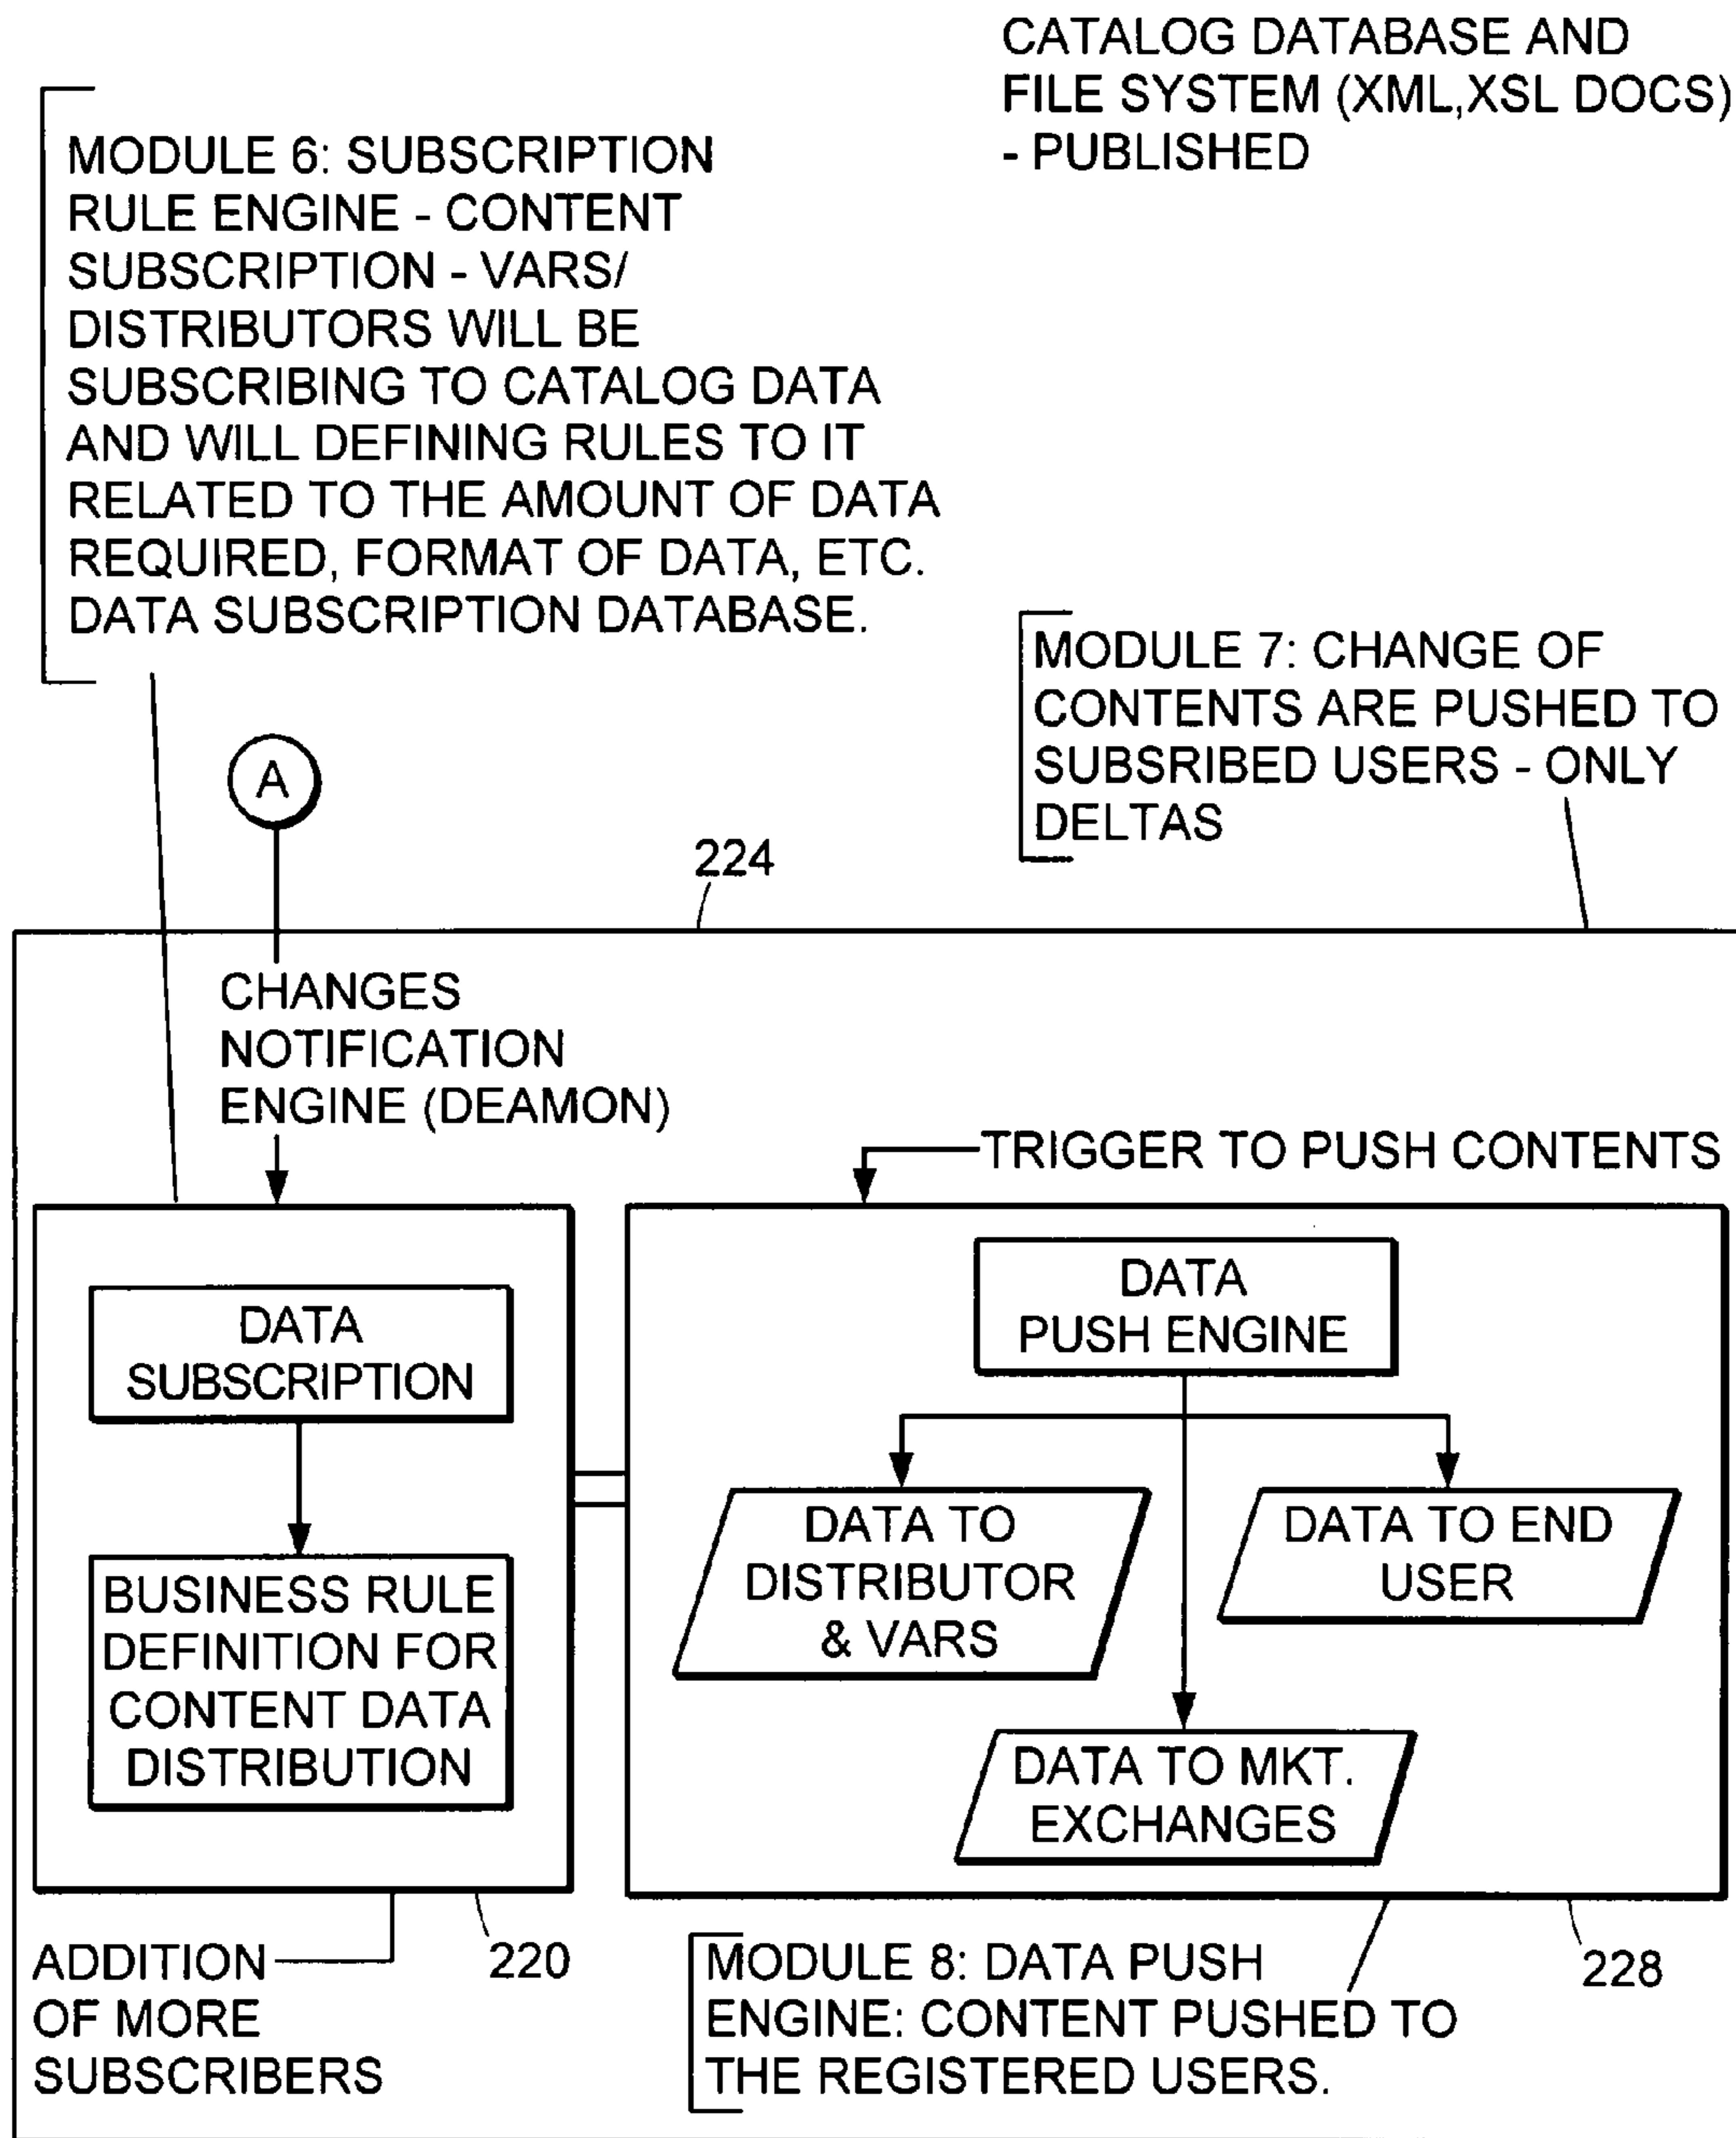 CATALOG DATABASE AND
FILE SYSTEM (XML,XSL DOCS)
- PUBLISHED
MODULE 6: SUBSCRIPTION
RULE ENGINE - CONTENT
SUBSCRIPTION - VARS/
DISTRIBUTORS WILL BE
SUBSCRIBING TO CATALOG DATA
AND WILL DEFINING RULES TO IT
RELATED TO THE AMOUNT OF DATA
REQUIRED, FORMAT OF DATA, ETC.
DATA SUBSCRIPTION DATABASE.
MODULE 7: CHANGE OF
CONTENTS ARE PUSHED TO
SUBSRIBED USERS - ONLY
DELTAS
A
224
CHANGES
NOTIFICATION
ENGINE (DEAMON)
TRIGGER TO PUSH CONTENTS
DATA
SUBSCRIPTION
BUSINESS RULE
DEFINITION FOR
CONTENT DATA
DISTRIBUTION
DATA
PUSH ENGINE
DATA TO
DISTRIBUTOR
& VARS
DATA TO END
USER
DATA TO MKT.
EXCHANGES
ADDITION
OF MORE
SUBSCRIBERS
220
MODULE 8: DATA PUSH
ENGINE: CONTENT PUSHED TO
THE REGISTERED USERS.
228